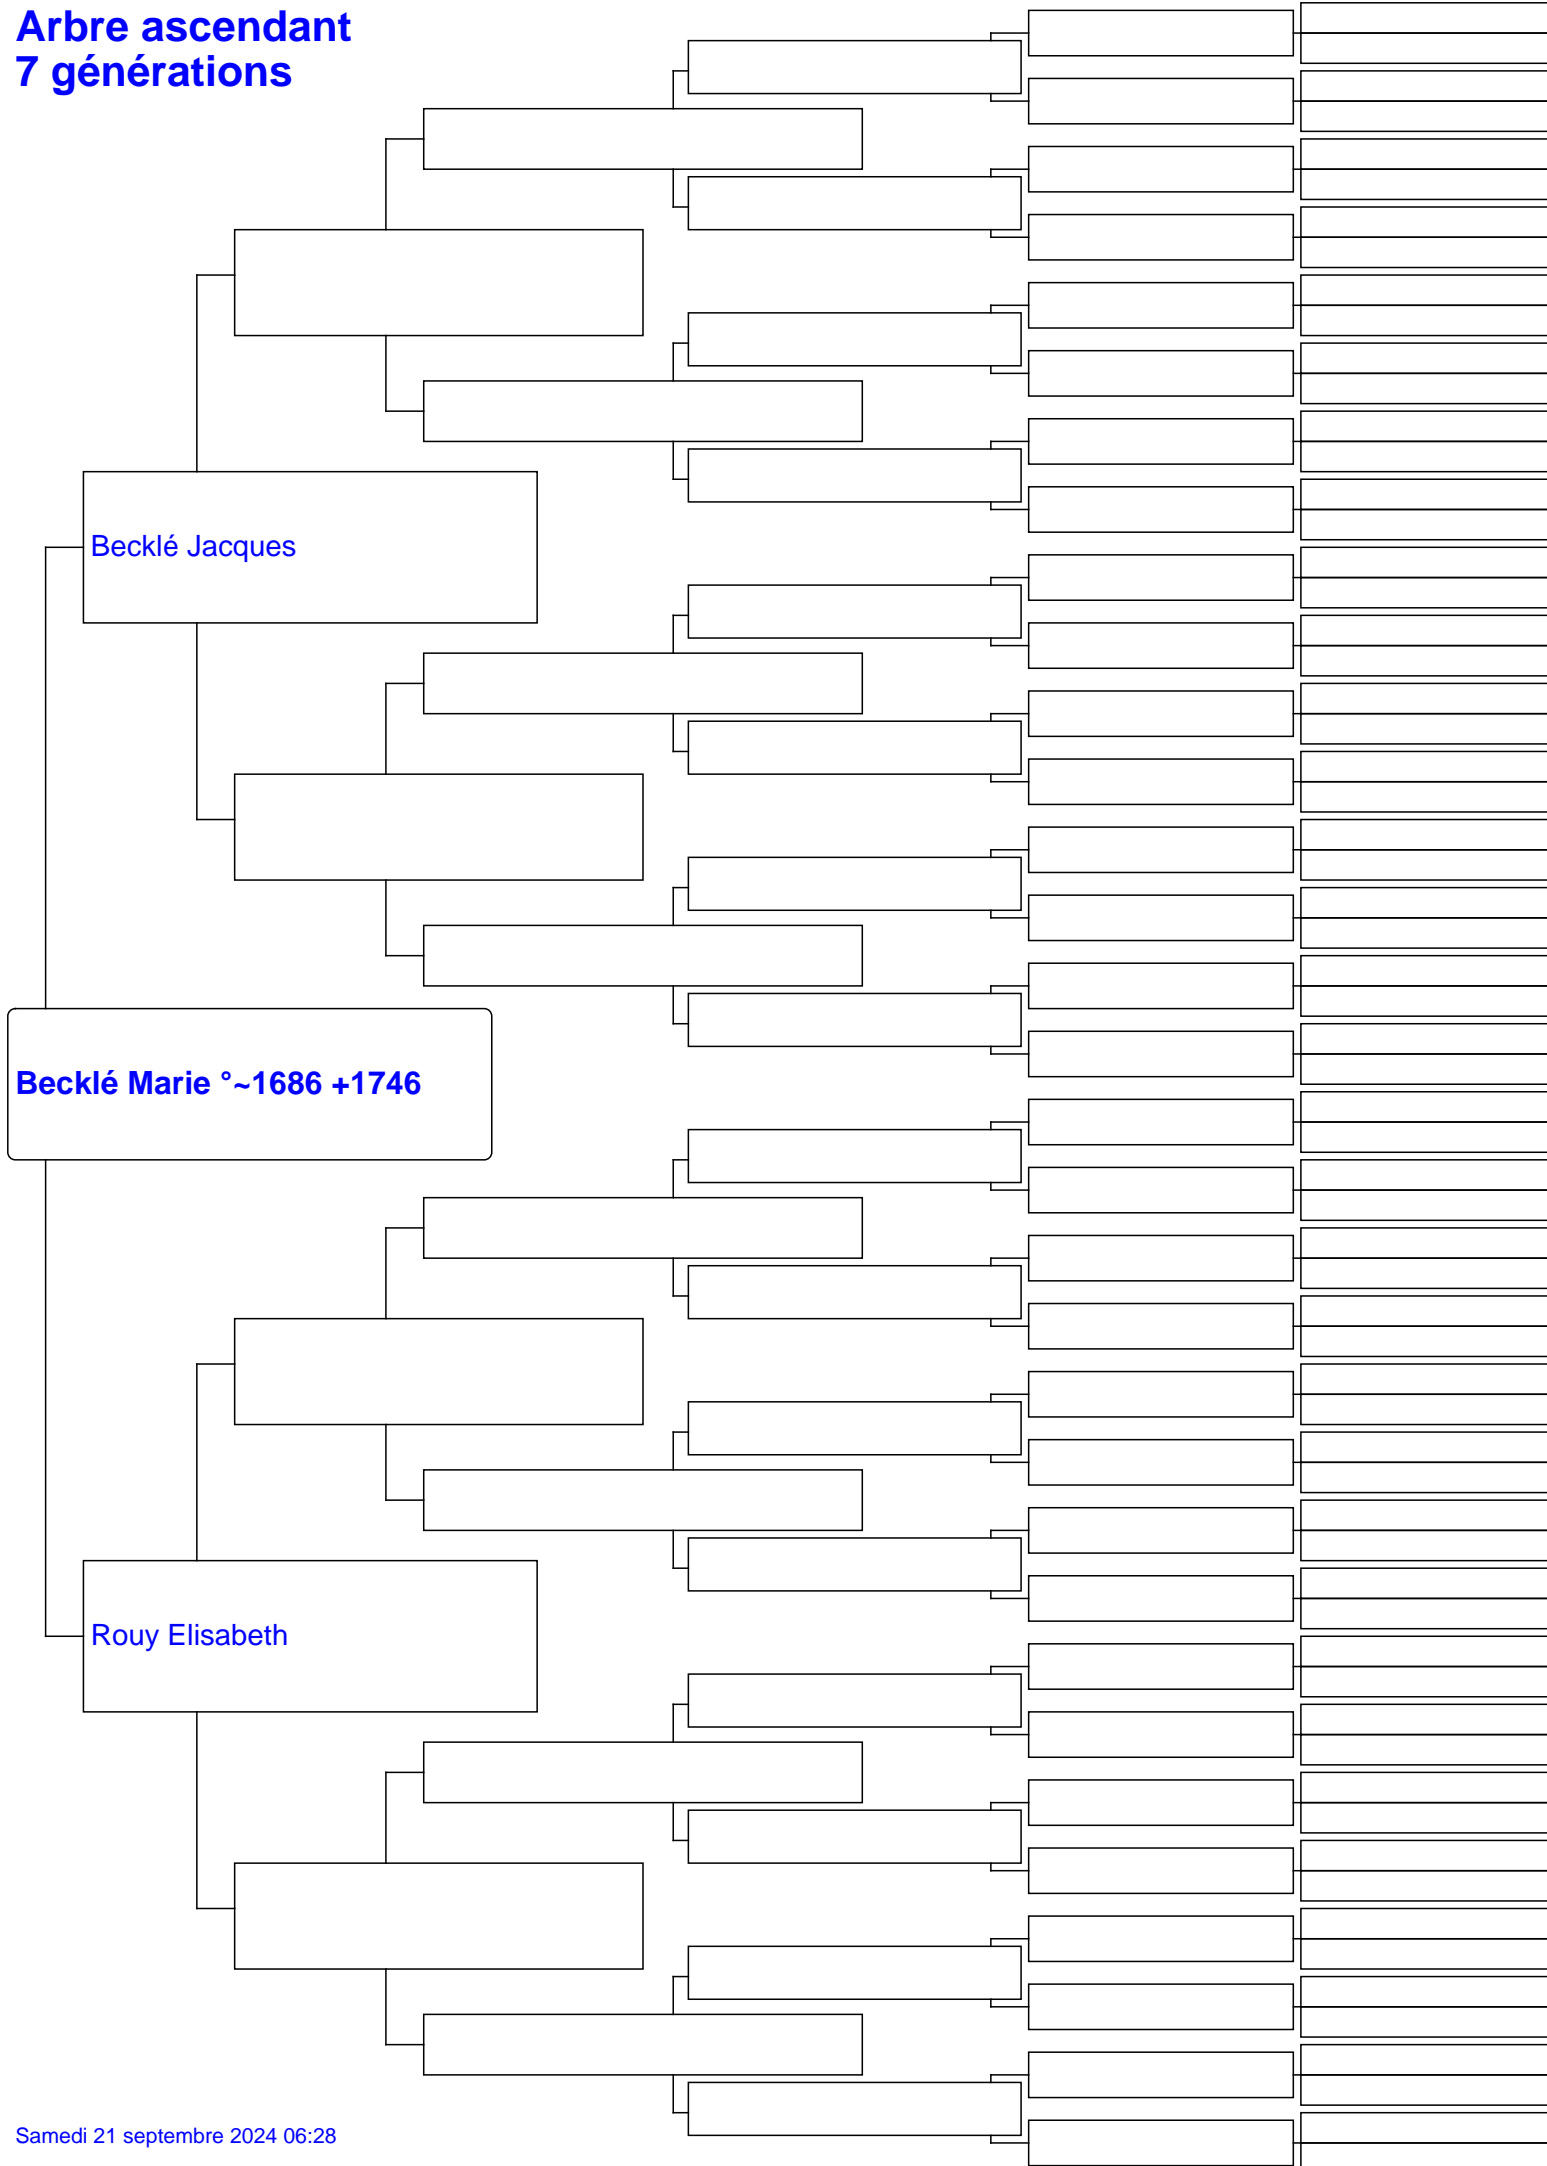 Arbre ascendant
7 générations
Becklé Jacques
Becklé Marie °~1686 +1746
Rouy Elisabeth
Samedi 21 septembre 2024 06:28